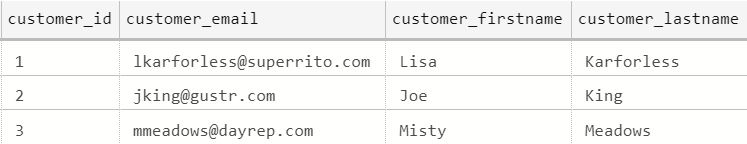 customer_id customer_email customer_firstname customer_lastname
1 lkarforless@superrito.com Lisa Karforless
2 jking@gustr.com Joe King
3 mmeadows@dayrep.com Misty Meadows